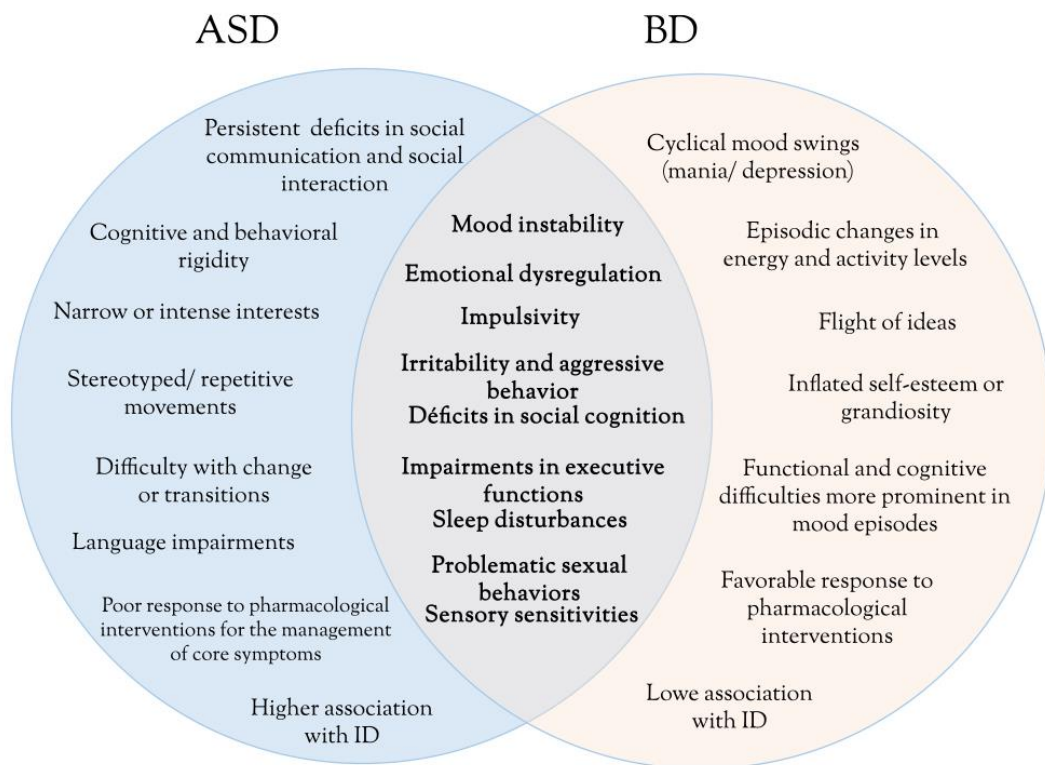 ASD
BD
Persistent deficits in social
communication and social
interaction
Cognitive and behavioral
rigidity
Narrow or intense interests
Stereotyped/ repetitive
movements
Difficulty with change
or transitions
Language impairments
Poor response to pharmacological
interventions for the management
of core symptoms
Higher association
with ID
Mood instability
Emotional dysregulation
Impulsivity
Irritability and aggressive
behavior
Déficits in social cognition
Impairments in executive
functions
Sleep disturbances
Problematic sexual
behaviors
Sensory sensitivities
Cyclical mood swings
(mania/ depression)
Episodic changes in
energy and activity levels
Flight of ideas
Inflated self-esteem or
grandiosity
Functional and cognitive
difficulties more prominent in
mood episodes
Favorable response to
pharmacological
interventions
Lowe association
with ID